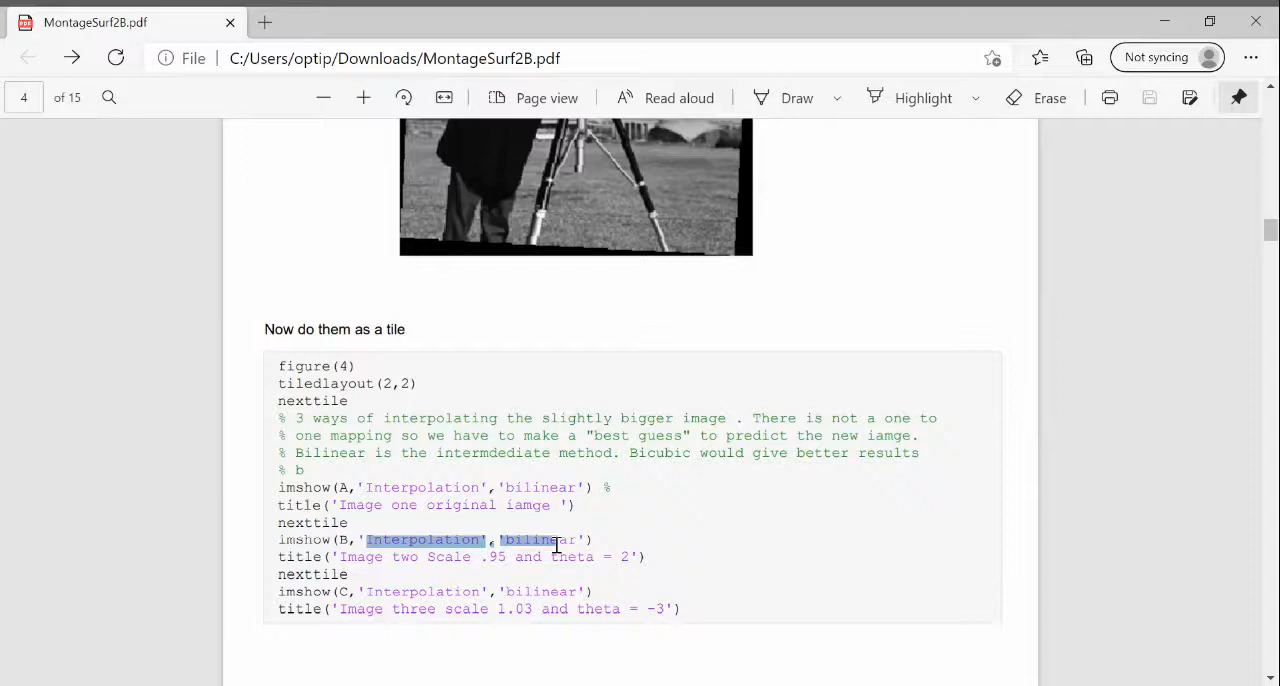 MontageSurf2B.pdf
File
C:/Users/optip/Downloads/MontageSurf2B.pdf
Not syncing
4 of 15
Page view
Read aloud
Draw
Highlight
Erase
Now do them as a tile
figure(4)
tiledlayout(2,2)
nexttile
% 3 ways of interpolating the slightly bigger image . There is not a one to
% one mapping so we have to make a "best guess" to predict the new iamge.
% Bilinear is the intermdediate method. Bicubic would give better results
% b
imshow(A,'Interpolation','bilinear') %
title('Image one original iamge ')
nexttile
imshow(B,'Interpolation','bilinear')
title('Image two Scale .95 and theta = 2')
nexttile
imshow(C,'Interpolation','bilinear')
title('Image three scale 1.03 and theta = -3')